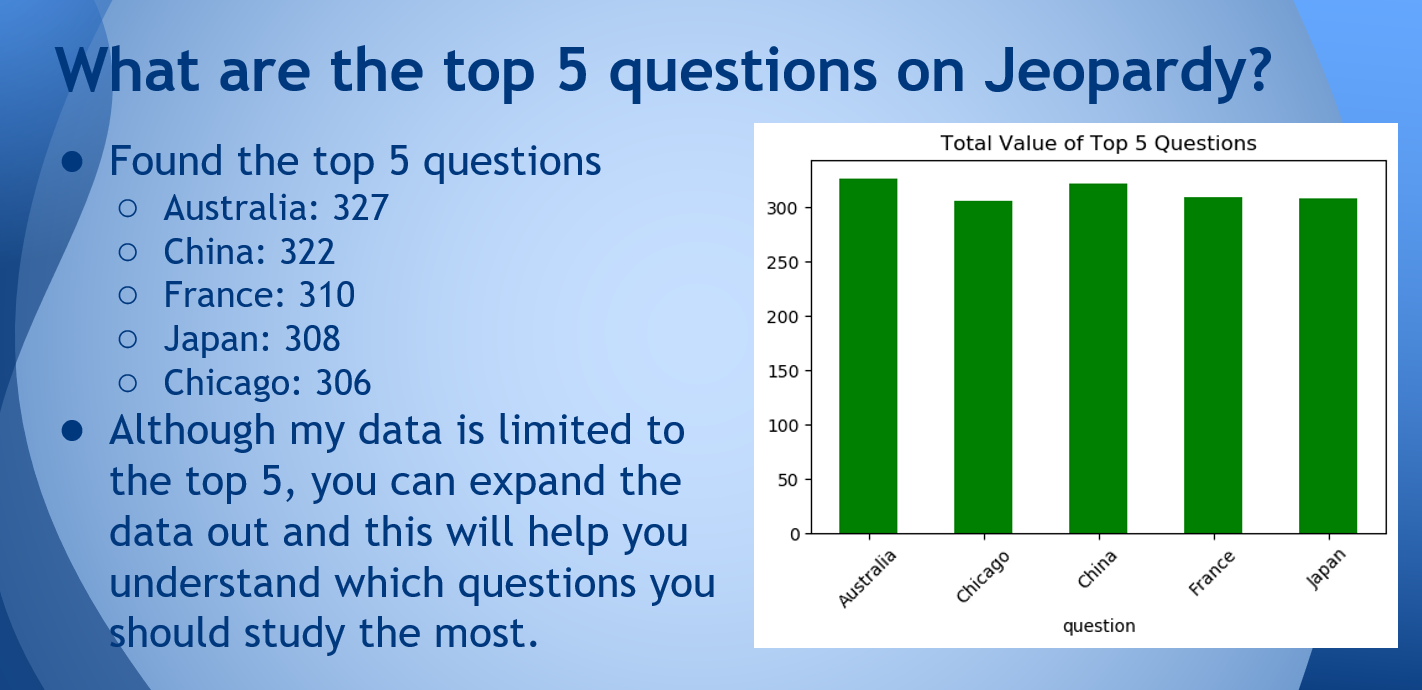 What are the top 5 questions on Jeopardy?
● Found the top 5 questions
○ Australia: 327
○ China: 322
○ France: 310
○ Japan: 308
○ Chicago: 306
● Although my data is limited to
the top 5, you can expand the
data out and this will help you
understand which questions you
should study the most.
Total Value of Top 5 Questions
300
250
200
150
100
50
0
Australia
Chicago
China
France
Japan
question